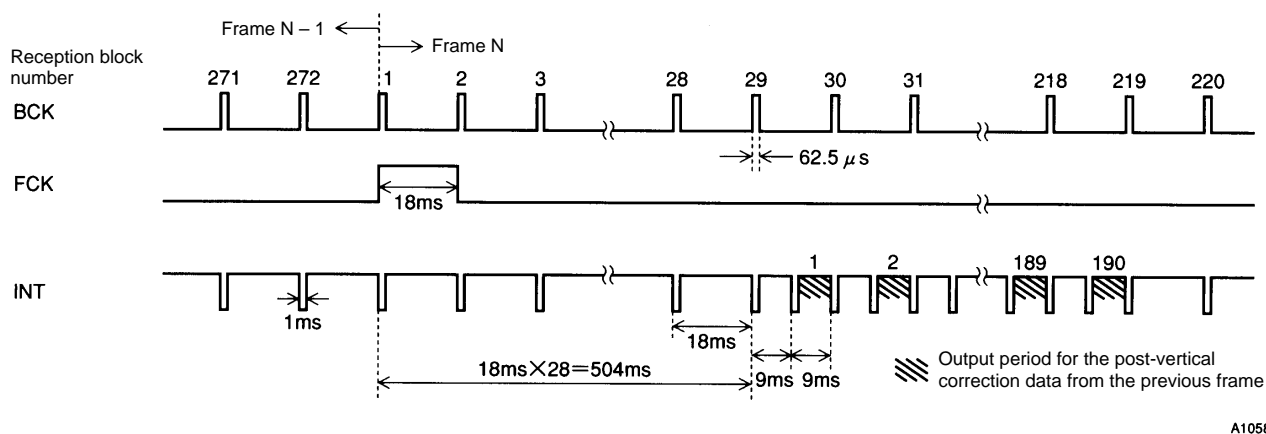 Frame N – 1
Frame N
Reception block
number
271 272 1 2 3 28 29 30 31 218 219 220
BCK
62.5 μs
FCK
18ms
1 2 189 190
INT
1ms
18ms
18ms×28=504ms
9ms 9ms
Output period for the post-vertical
correction data from the previous frame
A1058